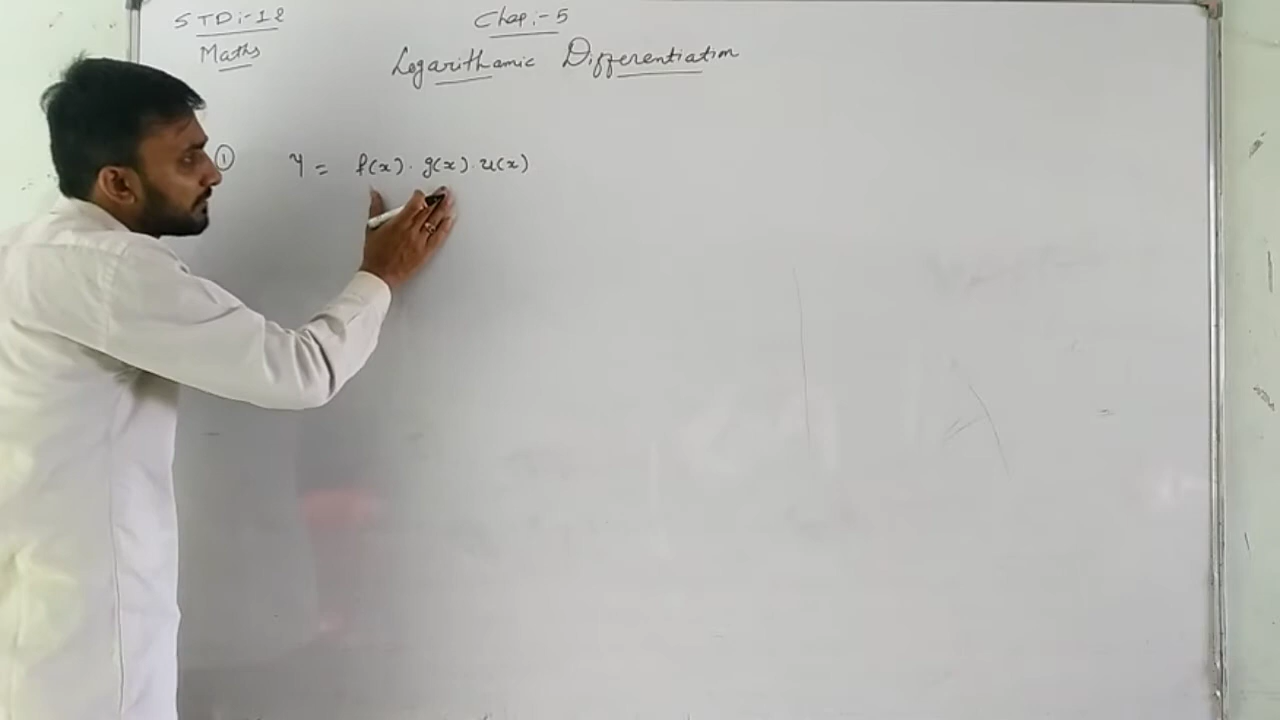 STD:-12
Chap:-5
Maths
Logarithamic Differentiation
① y = f(x) . g(x) . u(x)